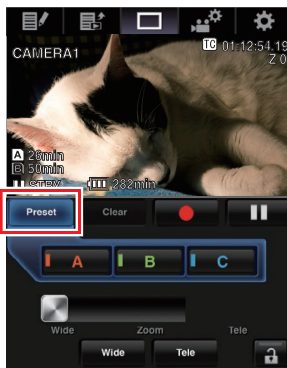 CAMERA1
TC 01:12:54.19
Z 0
A 26min
B 50min
STBY 282min
Preset Clear
A B C
Wide Zoom Tele
Wide Tele